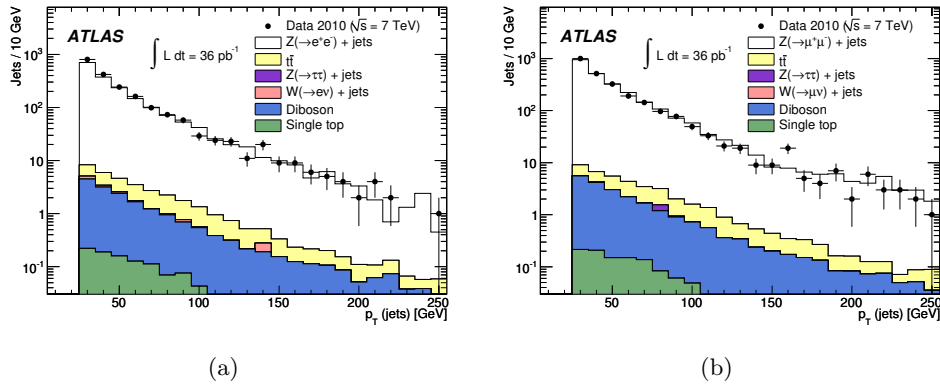 Jets / 10 GeV
ATLAS
∫ L dt = 36 pb⁻¹
Data 2010 (√s = 7 TeV)
Z(→e⁺e⁻) + jets
tt̄
Z(→ττ) + jets
W(→eν) + jets
Diboson
Single top
10³
10²
10
1
10⁻¹
50 100 150 200 250
p_T (jets) [GeV]
(a)
Jets / 10 GeV
ATLAS
∫ L dt = 36 pb⁻¹
Data 2010 (√s = 7 TeV)
Z(→μ⁺μ⁻) + jets
tt̄
Z(→ττ) + jets
W(→μν) + jets
Diboson
Single top
10³
10²
10
1
10⁻¹
50 100 150 200 250
p_T (jets) [GeV]
(b)